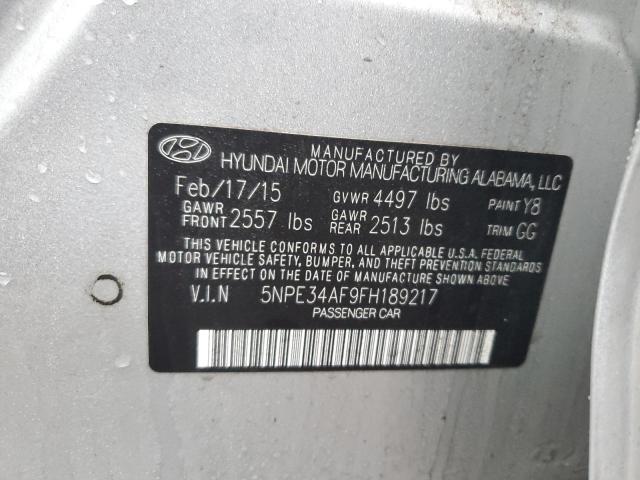 MANUFACTURED BY
HYUNDAI MOTOR MANUFACTURING ALABAMA, LLC
Feb/17/15 GVWR 4497 lbs PAINT Y8
GAWR FRONT 2557 lbs GAWR REAR 2513 lbs TRIM GG
THIS VEHICLE CONFORMS TO ALL APPLICABLE U.S.A. FEDERAL
MOTOR VEHICLE SAFETY, BUMPER, AND THEFT PREVENTION STANDARDS
IN EFFECT ON THE DATE OF MANUFACTURE SHOWN ABOVE
V.I.N 5NPE34AF9FH189217
PASSENGER CAR